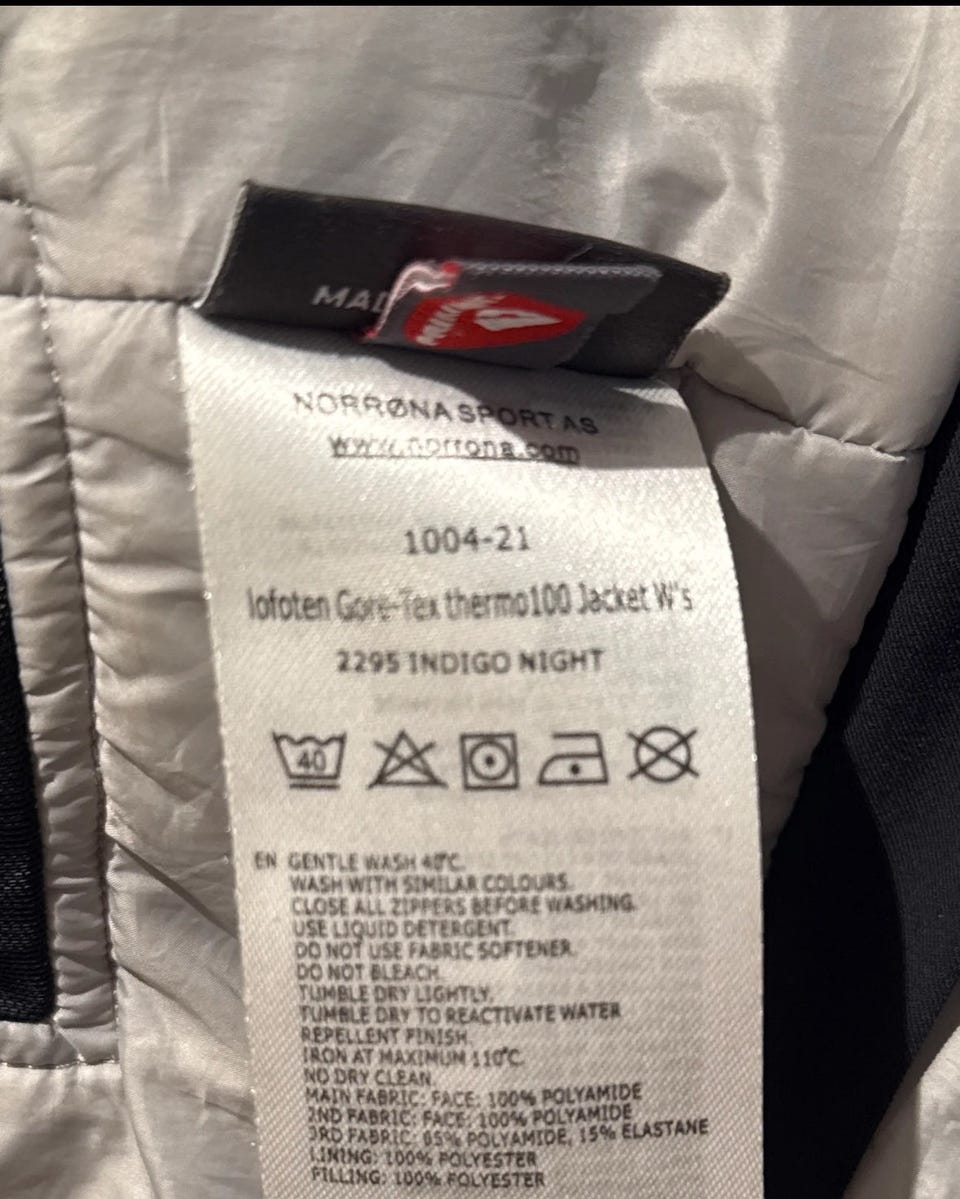 MAD
NORRØNA SPORT AS
www.norrona.com
1004-21
lofoten Gore-Tex thermo100 Jacket W's
2295 INDIGO NIGHT
40
EN GENTLE WASH 40°C.
WASH WITH SIMILAR COLOURS.
CLOSE ALL ZIPPERS BEFORE WASHING.
USE LIQUID DETERGENT.
DO NOT USE FABRIC SOFTENER.
DO NOT BLEACH.
TUMBLE DRY LIGHTLY.
TUMBLE DRY TO REACTIVATE WATER
REPELLENT FINISH.
IRON AT MAXIMUM 110°C.
NO DRY CLEAN.
MAIN FABRIC: FACE: 100% POLYAMIDE
2ND FABRIC: FACE: 100% POLYAMIDE
3RD FABRIC: 85% POLYAMIDE, 15% ELASTANE
LINING: 100% POLYESTER
FILLING: 100% POLYESTER